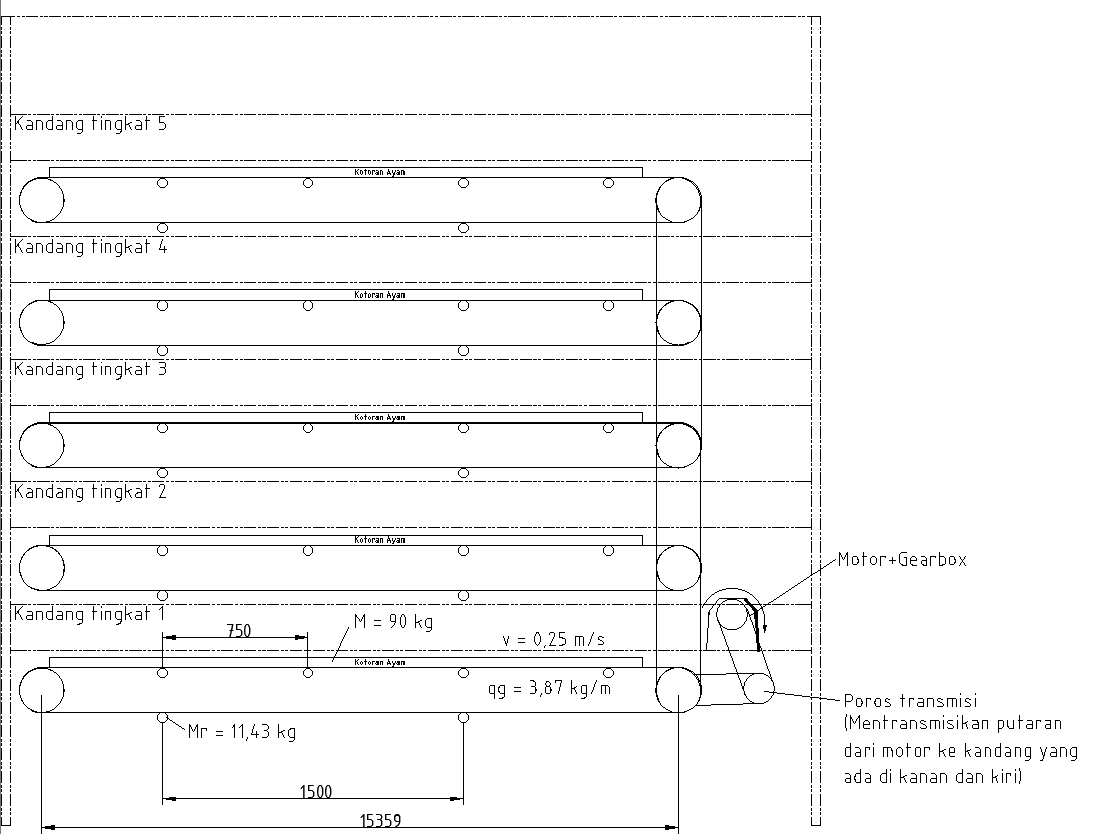 Kandang tingkat 5
Kotoran Ayam
Kandang tingkat 4
Kotoran Ayam
Kandang tingkat 3
Kotoran Ayam
Kandang tingkat 2
Kotoran Ayam
Motor+Gearbox
Kandang tingkat 1
750
M = 90 kg
v = 0,25 m/s
Kotoran Ayam
qg = 3,87 kg/m
Mr = 11,43 kg
Poros transmisi
(Mentransmisikan putaran
dari motor ke kandang yang
ada di kanan dan kiri)
1500
15359